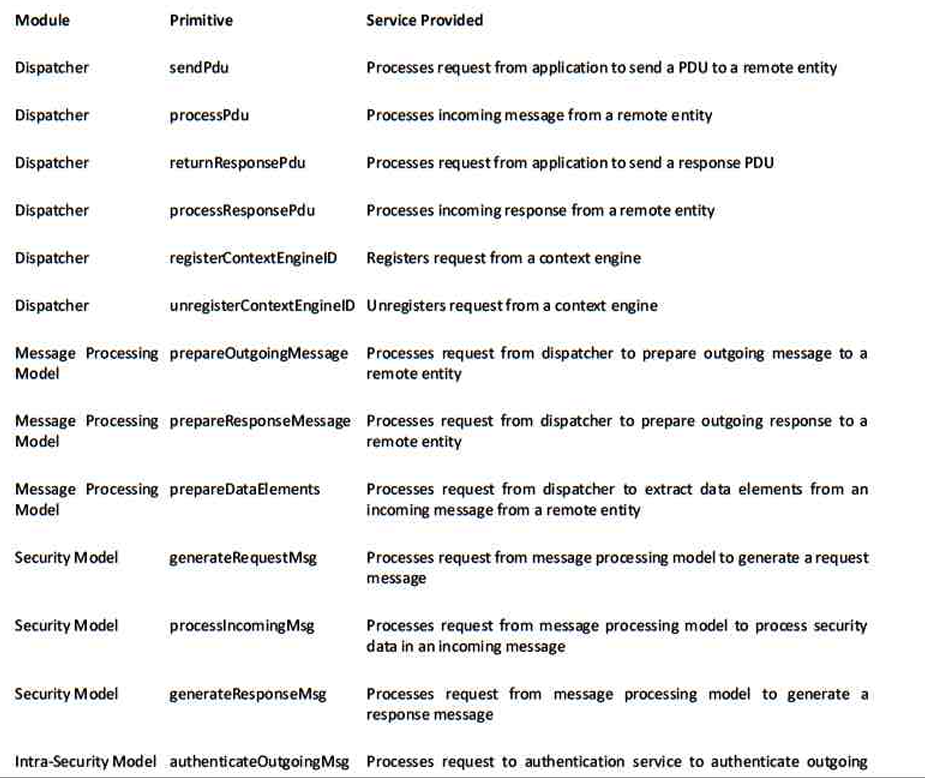 Module Primitive Service Provided
Dispatcher sendPdu Processes request from application to send a PDU to a remote entity
Dispatcher processPdu Processes incoming message from a remote entity
Dispatcher returnResponsePdu Processes request from application to send a response PDU
Dispatcher processResponsePdu Processes incoming response from a remote entity
Dispatcher registerContextEngineID Registers request from a context engine
Dispatcher unregisterContextEngineID Unregisters request from a context engine
Message Processing prepareOutgoingMessage Processes request from dispatcher to prepare outgoing message to a
Model remote entity
Message Processing prepareResponseMessage Processes request from dispatcher to prepare outgoing response to a
Model remote entity
Message Processing prepareDataElements Processes request from dispatcher to extract data elements from an
Model incoming message from a remote entity
Security Model generateRequestMsg Processes request from message processing model to generate a request
message
Security Model processIncomingMsg Processes request from message processing model to process security
data in an incoming message
Security Model generateResponseMsg Processes request from message processing model to generate a
response message
Intra-Security Model authenticateOutgoingMsg Processes request to authentication service to authenticate outgoing